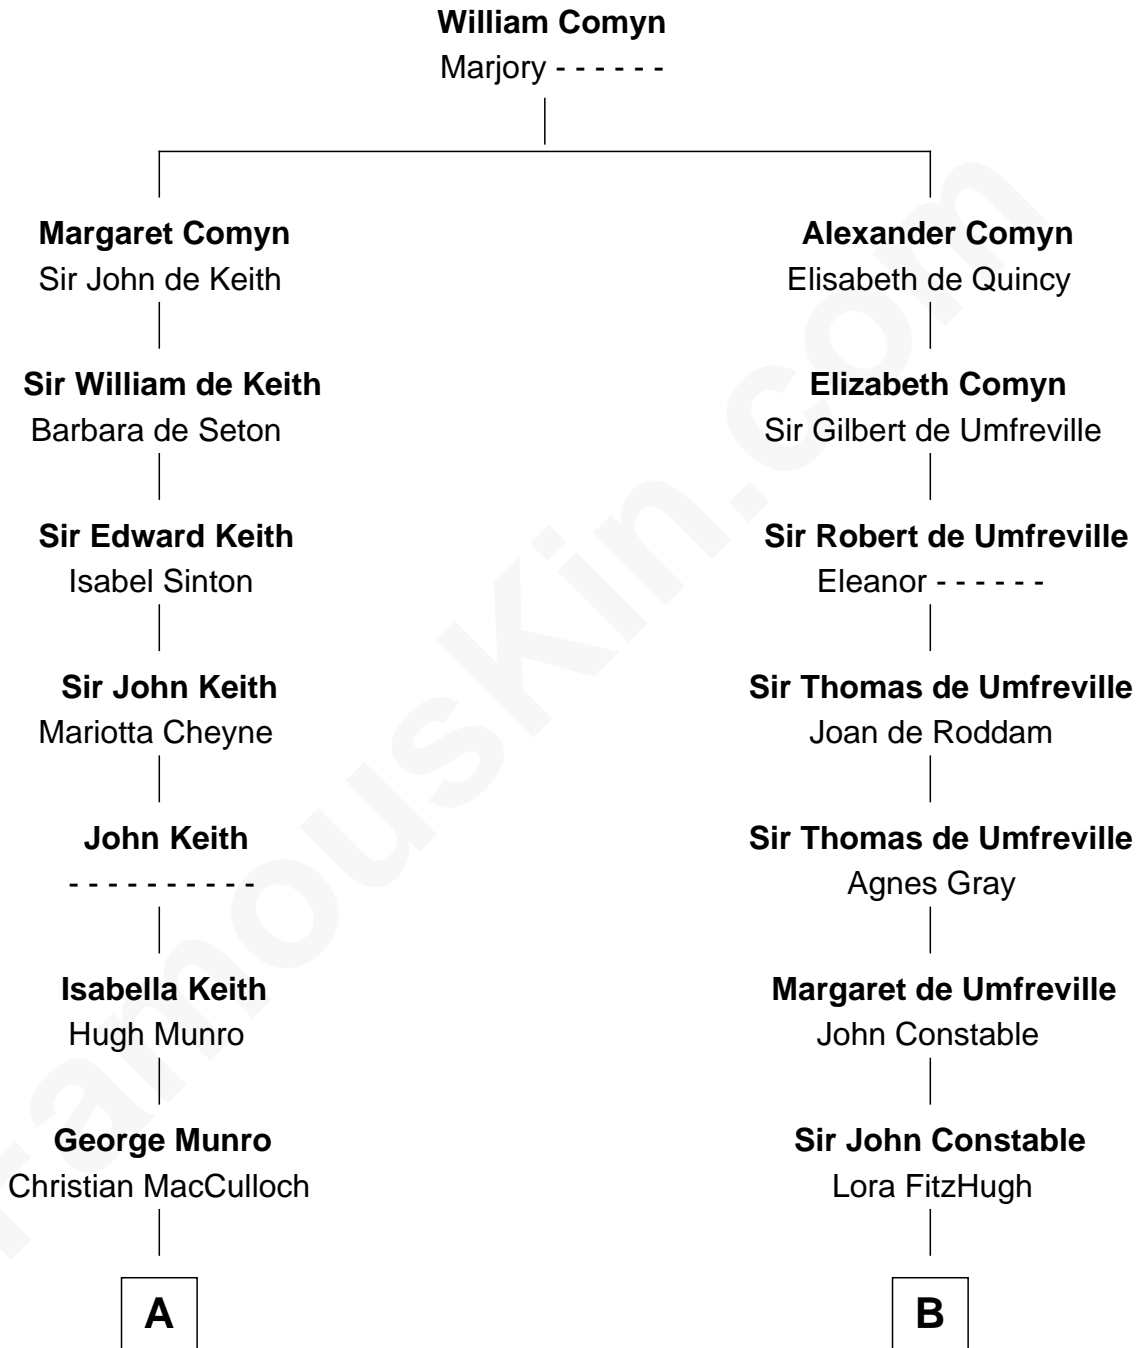 William Comyn
Marjory - - - - - -
Margaret Comyn
Sir John de Keith
Alexander Comyn
Elisabeth de Quincy
Sir William de Keith
Barbara de Seton
Elizabeth Comyn
Sir Gilbert de Umfreville
Sir Edward Keith
Isabel Sinton
Sir Robert de Umfreville
Eleanor - - - - - -
Sir John Keith
Mariotta Cheyne
Sir Thomas de Umfreville
Joan de Roddam
John Keith
- - - - - - - - - -
Sir Thomas de Umfreville
Agnes Gray
Isabella Keith
Hugh Munro
Margaret de Umfreville
John Constable
George Munro
Christian MacCulloch
Sir John Constable
Lora FitzHugh
A
B
famouskin.com